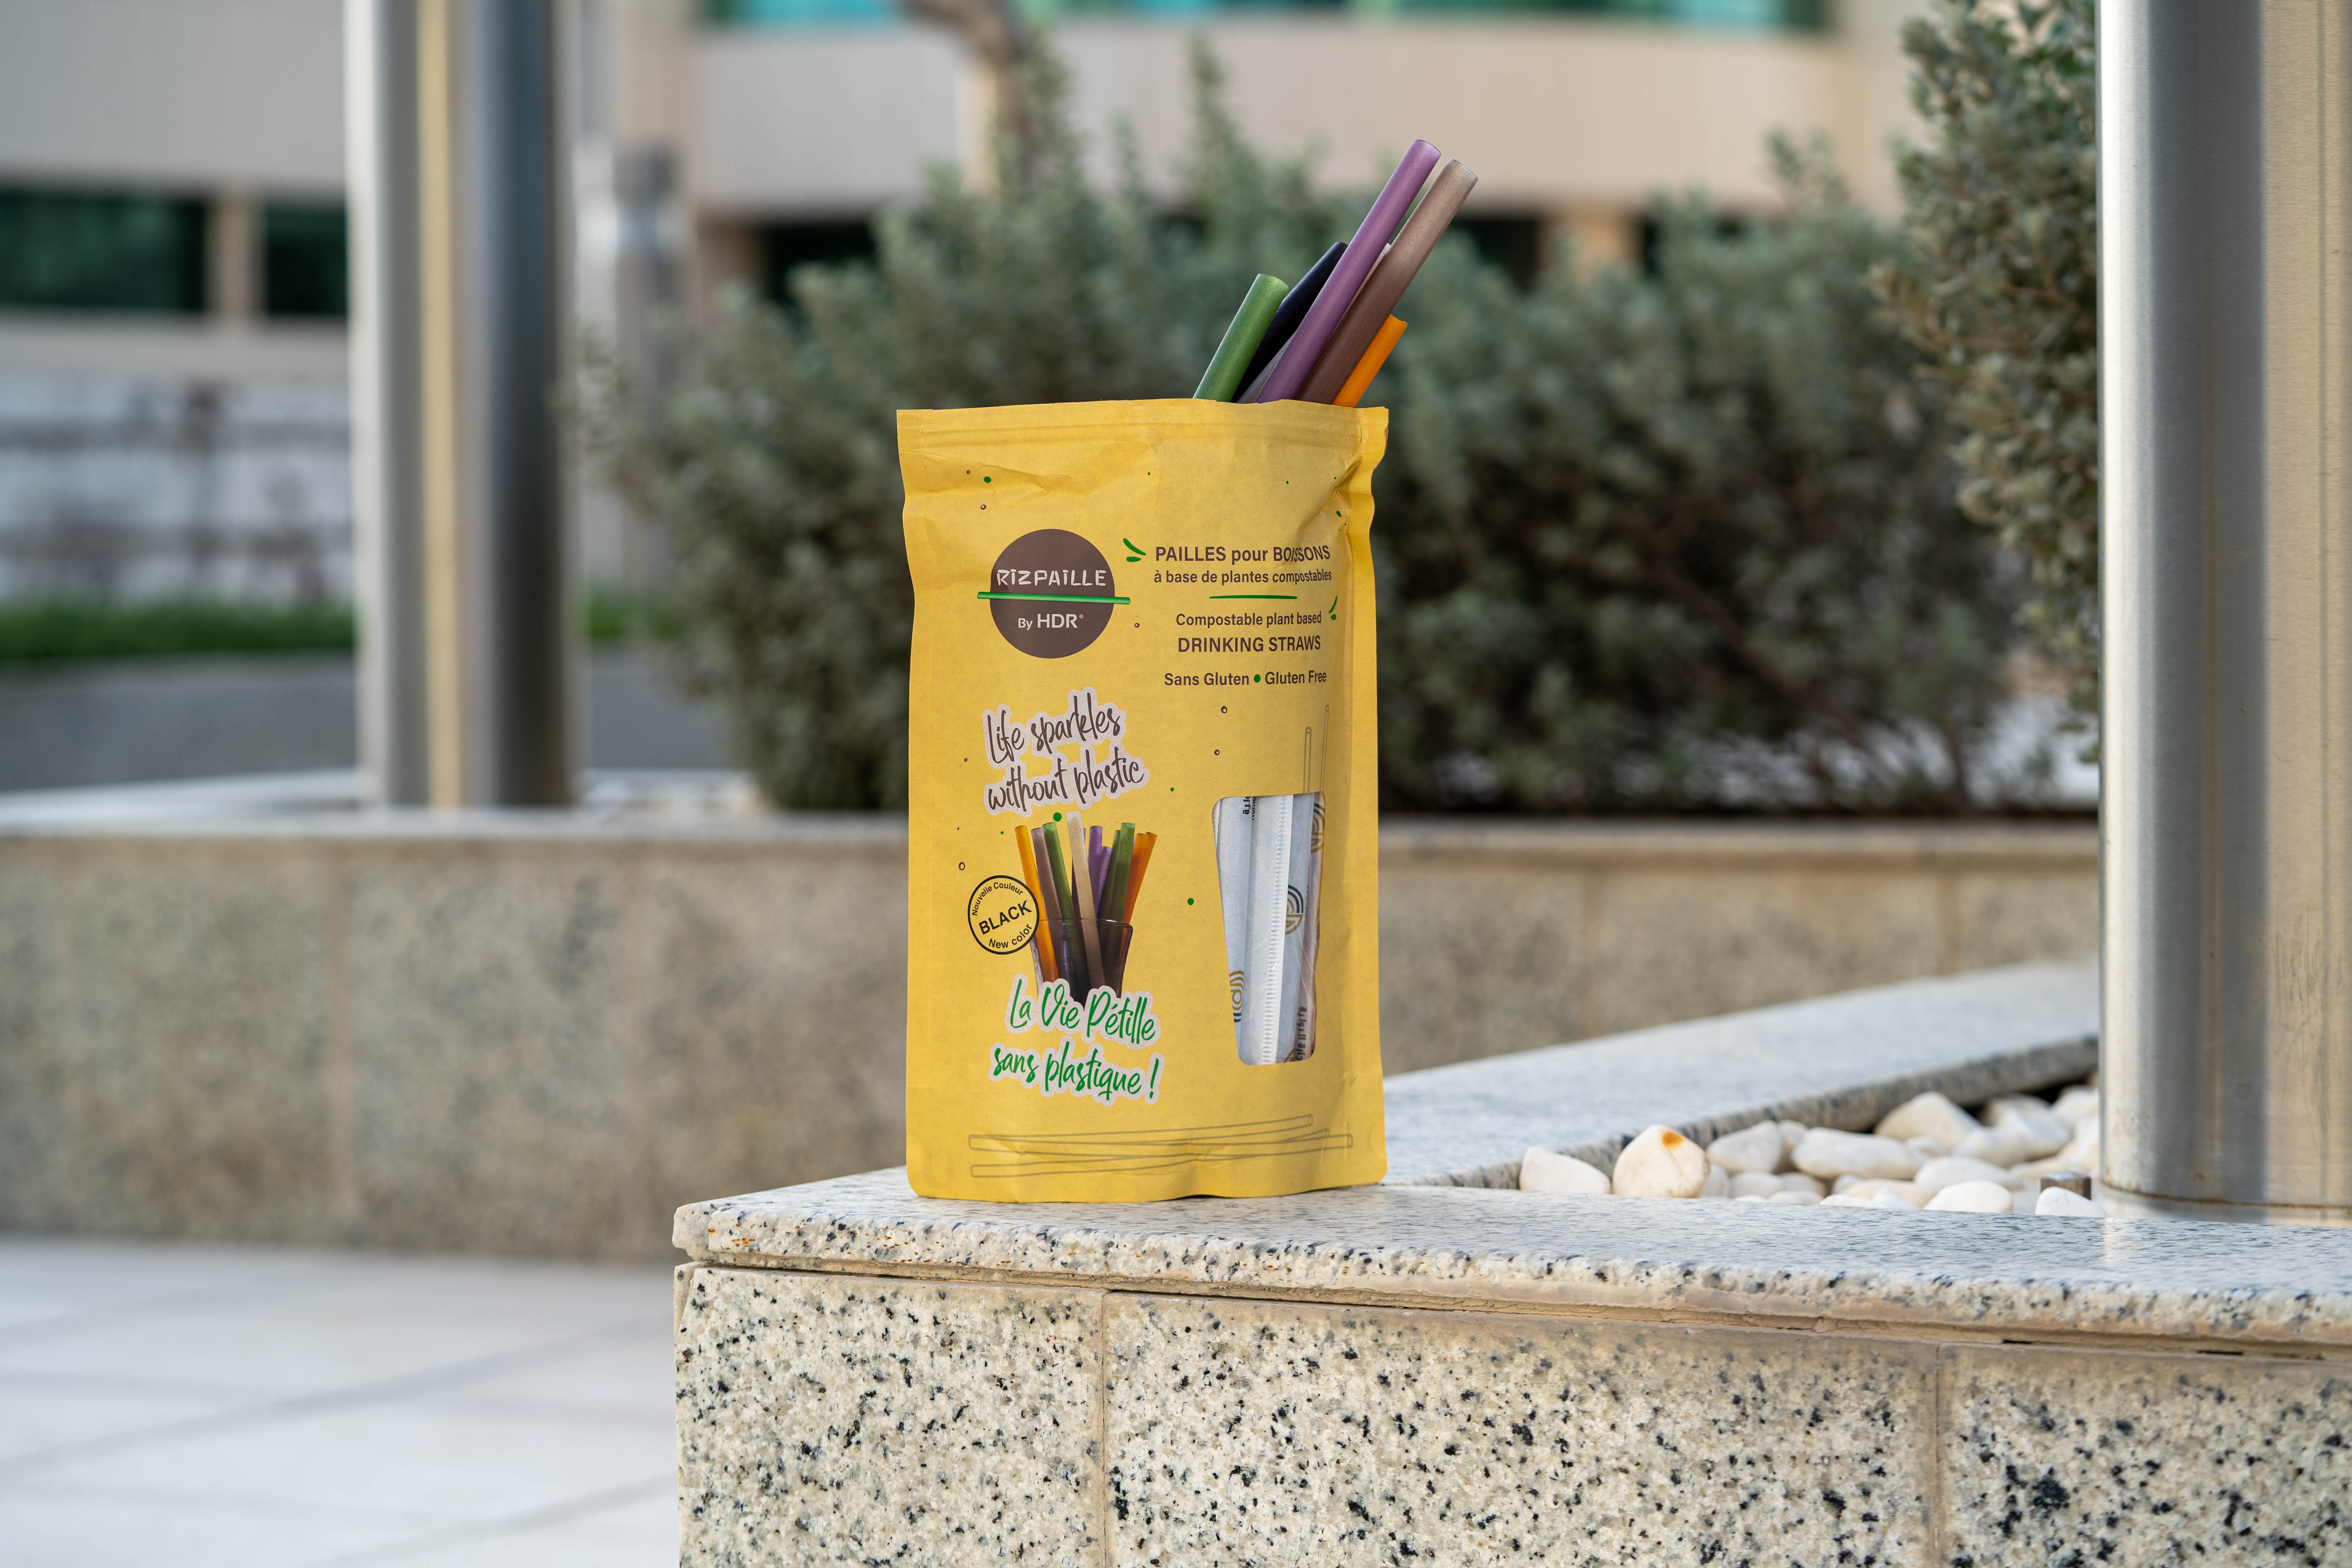 RIZPAILLE
By HDR®
PAILLES pour BOISSONS
à base de plantes compostables
Compostable plant based
DRINKING STRAWS
Sans Gluten • Gluten Free
Life sparkles
without plastic
Nouvelle Couleur
BLACK
New color
La Vie Pétille
sans plastique !